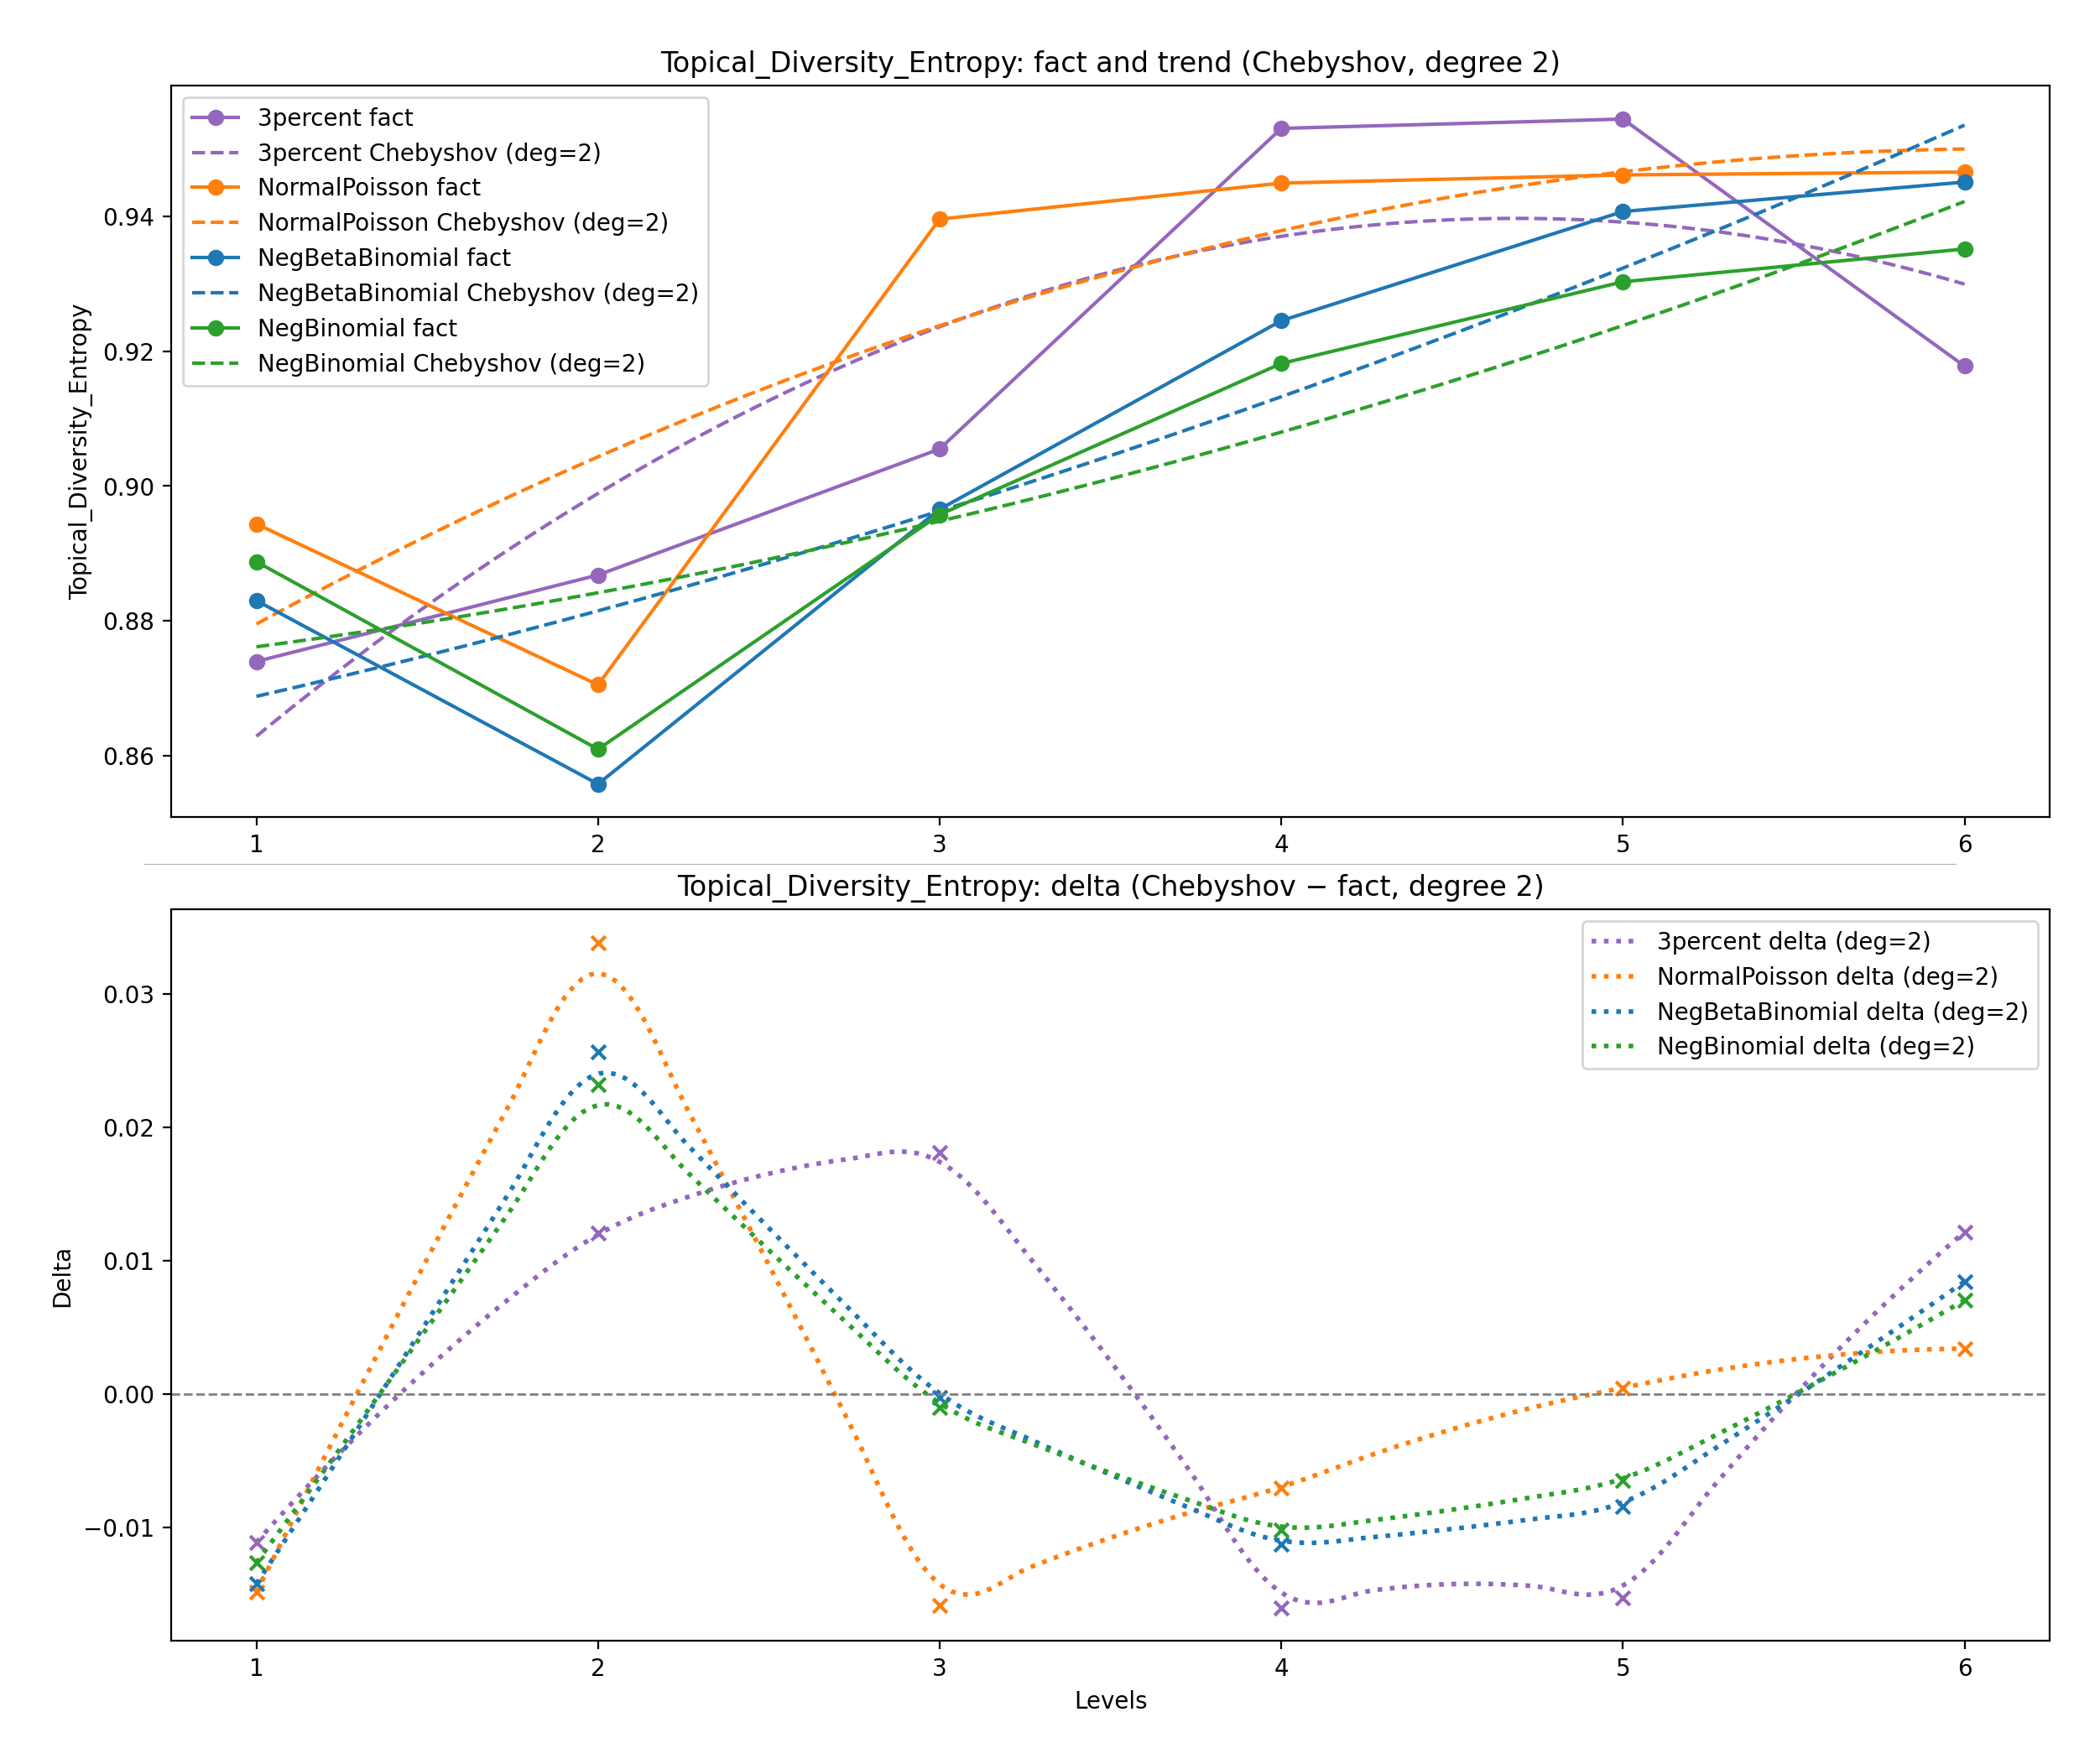 Topical_Diversity_Entropy: fact and trend (Chebyshov, degree 2)
3percent fact
3percent Chebyshov (deg=2)
NormalPoisson fact
NormalPoisson Chebyshov (deg=2)
NegBetaBinomial fact
NegBetaBinomial Chebyshov (deg=2)
NegBinomial fact
NegBinomial Chebyshov (deg=2)
Topical_Diversity_Entropy
0.94
0.92
0.90
0.88
0.86
1 2 3 4 5 6
Topical_Diversity_Entropy: delta (Chebyshov − fact, degree 2)
3percent delta (deg=2)
NormalPoisson delta (deg=2)
NegBetaBinomial delta (deg=2)
NegBinomial delta (deg=2)
Delta
0.03
0.02
0.01
0.00
−0.01
1 2 3 4 5 6
Levels